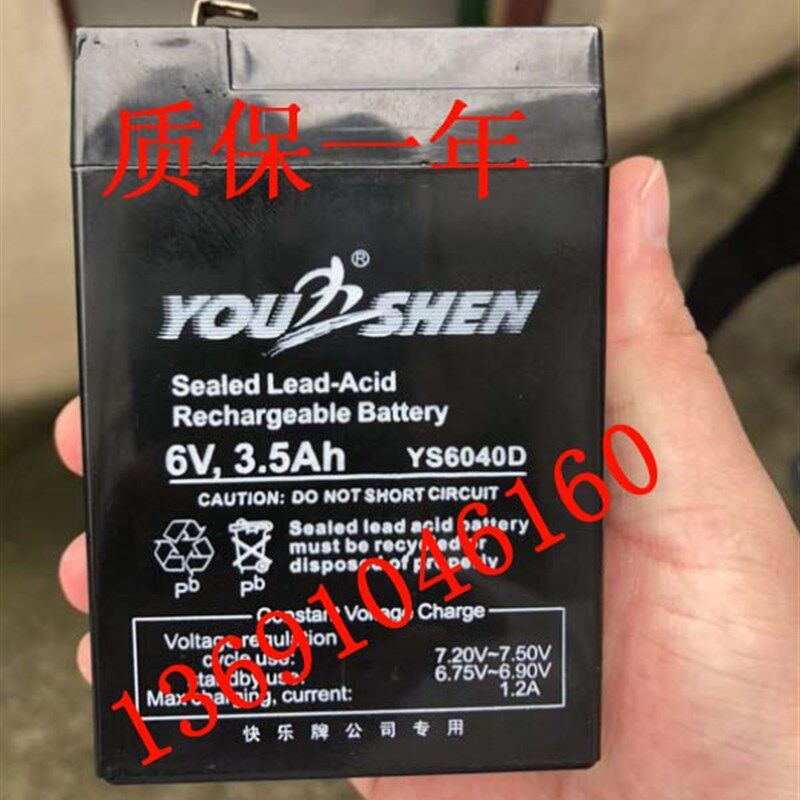 质保一年
YOU SHEN ®
Sealed Lead-Acid
Rechargeable Battery
6V, 3.5Ah YS6040D
CAUTION: DO NOT SHORT CIRCUIT
Sealed lead acid battery
must be recycled or
disposed of properly
Pb Pb
13691046160
Constant Voltage Charge
Voltage regulation
cycle use: 7.20V~7.50V
standby use: 6.75V~6.90V
Max charging, current: 1.2A
快乐牌公司专用